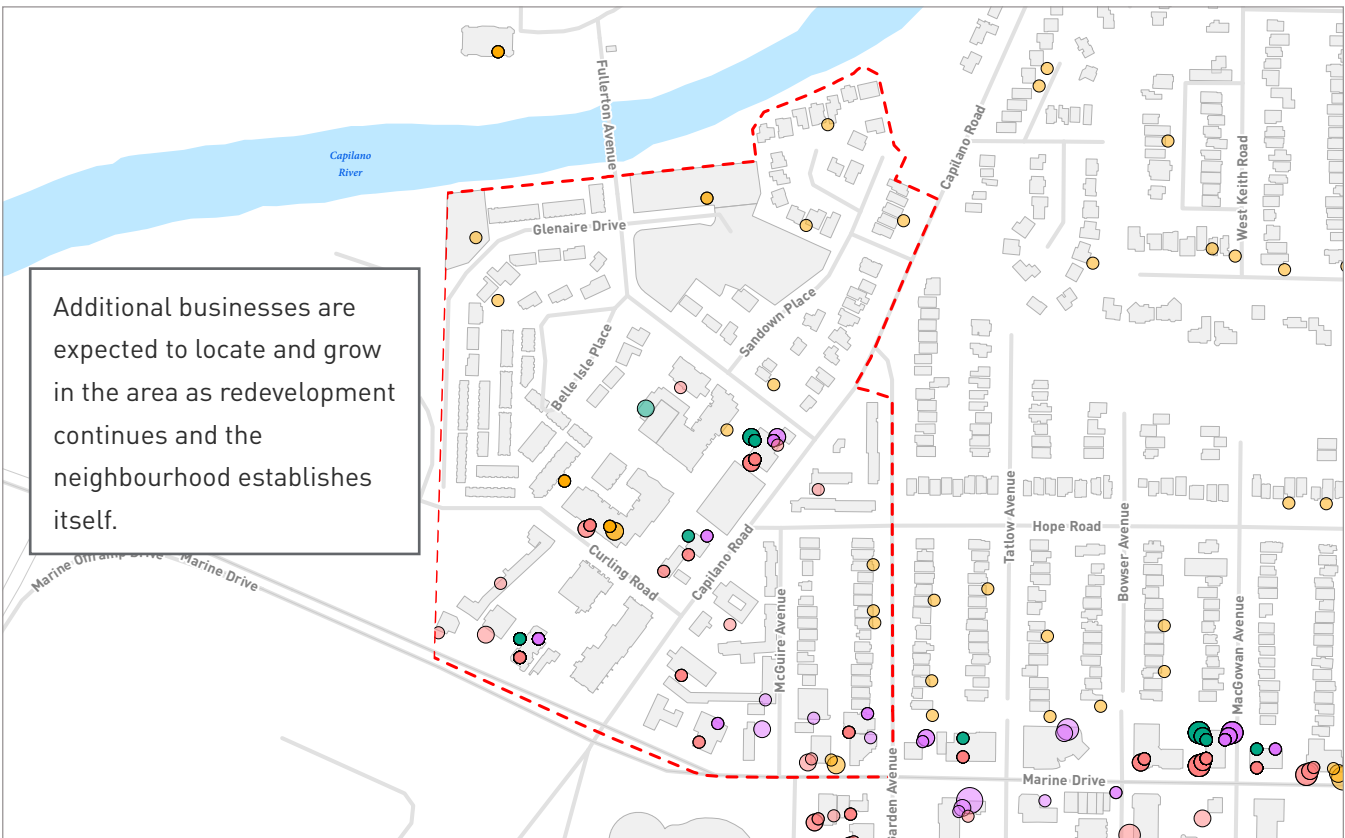 Fullerton Avenue
Capilano Road
Capilano
River
West Keith Road
Glenaire Drive
Additional businesses are
expected to locate and grow
in the area as redevelopment
continues and the
neighbourhood establishes
itself.
Sandown Place
Belle Isle Place
Tatlow Avenue
Hope Road
Bowser Avenue
Marine Offramp Drive
Marine Drive
Curling Road
Capilano Road
McGuire Avenue
MacGowan Avenue
Garden Avenue
Marine Drive